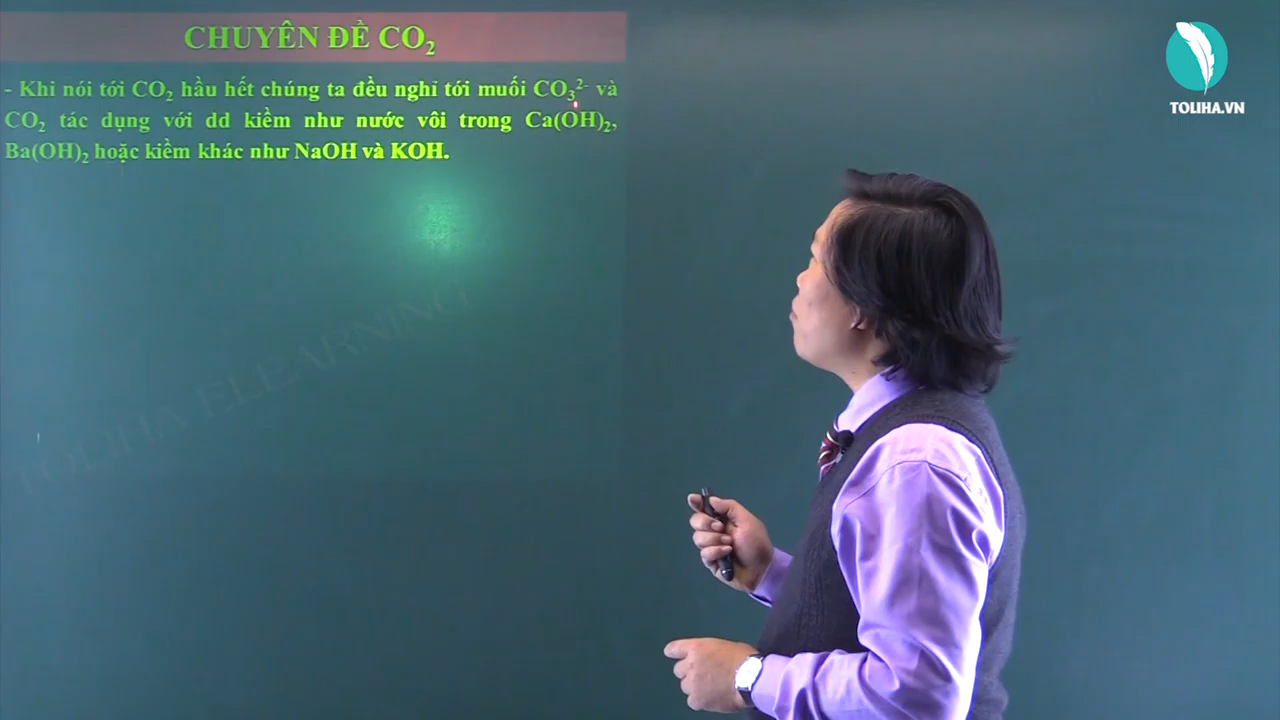 CHUYÊN ĐỀ CO₂
- Khi nói tới CO₂ hầu hết chúng ta đều nghĩ tới muối CO₃²⁻ và
CO₂ tác dụng với dd kiềm như nước vôi trong Ca(OH)₂,
Ba(OH)₂ hoặc kiềm khác như NaOH và KOH.
TOLIHA.VN
TOLIHA ELEARNING